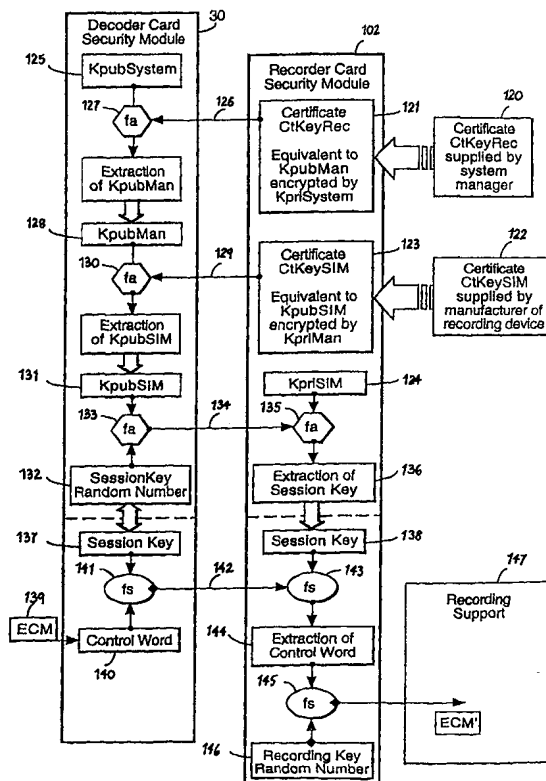 Decoder Card
Security Module
30
125
KpubSystem
127
fa
126
Extraction
of KpubMan
128
KpubMan
130
fa
129
Extraction
of KpubSIM
131
KpubSIM
133
fa
134
132
SessionKey
Random Number
137
Session Key
141
fs
142
139
ECM
Control Word
140
102
Recorder Card
Security Module
121
Certificate
CtKeyRec
Equivalent to
KpubMan
encrypted by
KpriSystem
123
Certificate
CtKeySIM
Equivalent to
KpubSIM
encrypted by
KpriMan
KpriSIM
124
135
fa
Extraction of
Session Key
136
Session Key
138
fs
143
144
Extraction of
Control Word
145
fs
146
Recording Key
Random Number
120
Certificate
CtKeyRec
supplied by
system
manager
122
Certificate
CtKeySIM
supplied by
manufacturer of
recording device
147
Recording
Support
ECM'